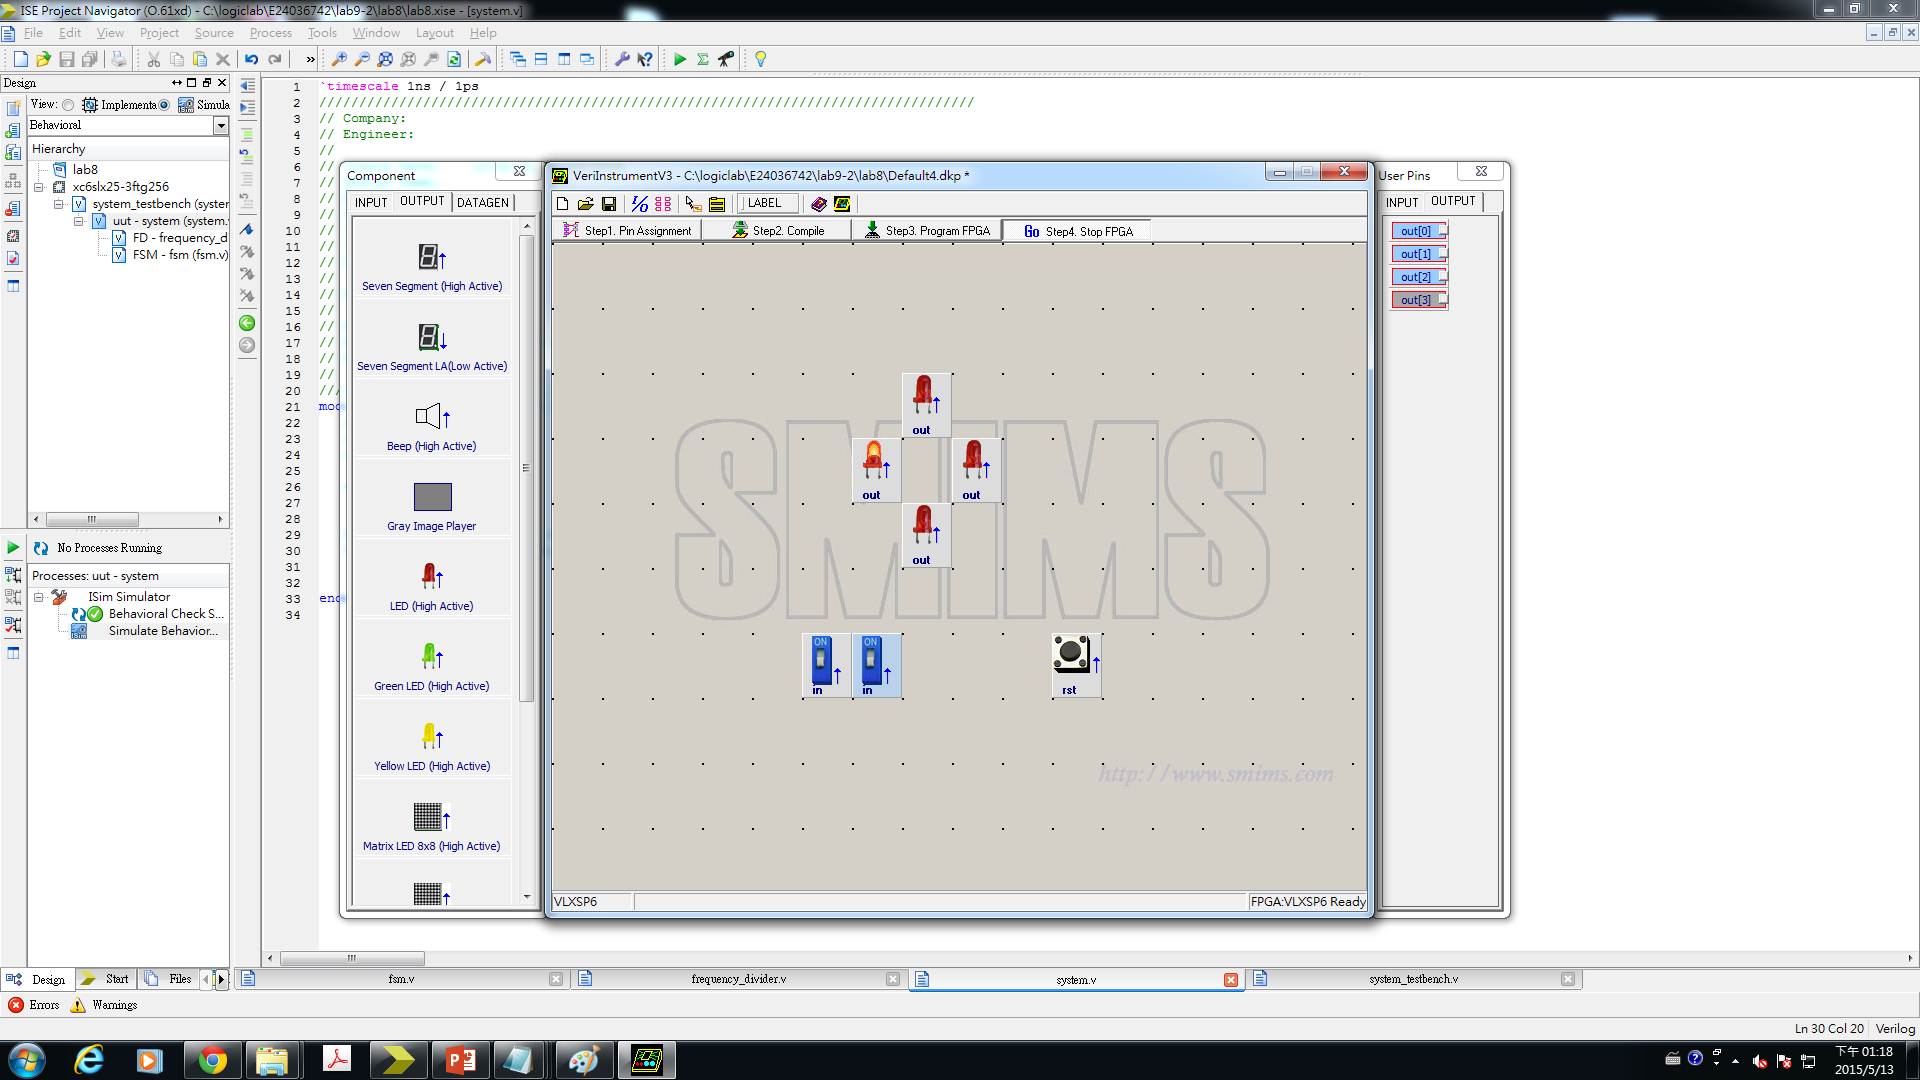 ISE Project Navigator (O.61xd) - C:\logiclab\E24036742\lab9-2\lab8\lab8.xise - [system.v]
File Edit View Project Source Process Tools Window Layout Help
Design
View: Implementa Simula
Behavioral
Hierarchy
lab8
xc6slx25-3ftg256
system_testbench (system
uut - system (system.v
FD - frequency_d
FSM - fsm (fsm.v)
No Processes Running
Processes: uut - system
ISim Simulator
Behavioral Check S...
Simulate Behavior...
Design Start Files
1 `timescale 1ns / 1ps
2 //////////////////////////////////////////////////////////////////////////////////
3 // Company:
4 // Engineer:
5 //
6 //
7 //
8 //
9 //
10 //
11 //
12 //
13 //
14 //
15 //
16 //
17 //
18 //
19 //
20 ///
21 mod
22
23
24
25
26
27
28
29
30
31
32
33 end
34
Component
INPUT OUTPUT DATAGEN
Seven Segment (High Active)
Seven Segment LA(Low Active)
Beep (High Active)
Gray Image Player
LED (High Active)
Green LED (High Active)
Yellow LED (High Active)
Matrix LED 8x8 (High Active)
VeriInstrumentV3 - C:\logiclab\E24036742\lab9-2\lab8\Default4.dkp *
LABEL
Step1. Pin Assignment Step2. Compile Step3. Program FPGA Go Step4. Stop FPGA
SMIMS
out
out out
out
ON ON
in in rst
http://www.smims.com
VLXSP6 FPGA:VLXSP6 Ready
User Pins
INPUT OUTPUT
out[0]
out[1]
out[2]
out[3]
fsm.v frequency_divider.v system.v system_testbench.v
Errors Warnings
Ln 30 Col 20 Verilog
下午 01:18
2015/5/13